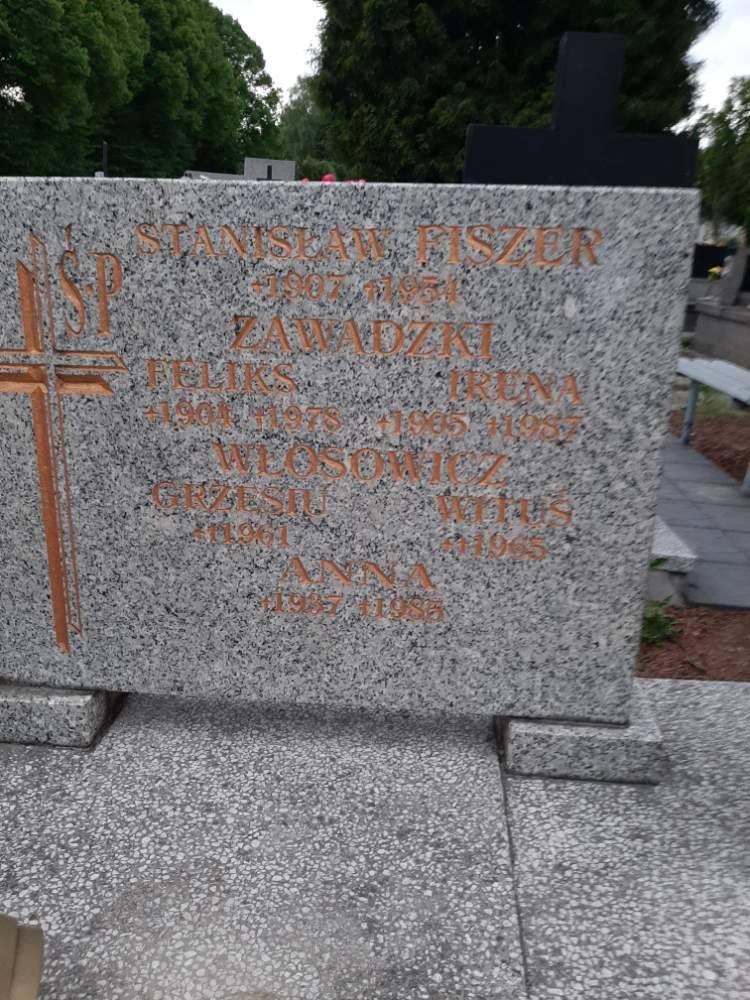 Ś.P
STANISŁAW FISZER
*1907 †1954
ZAWADZKI
FELIKS IRENA
*1904 †1978 *1905 †1987
WŁOSOWICZ
GRZESIU WITUŚ
*†1961 *†1965
ANNA
*1937 †1985